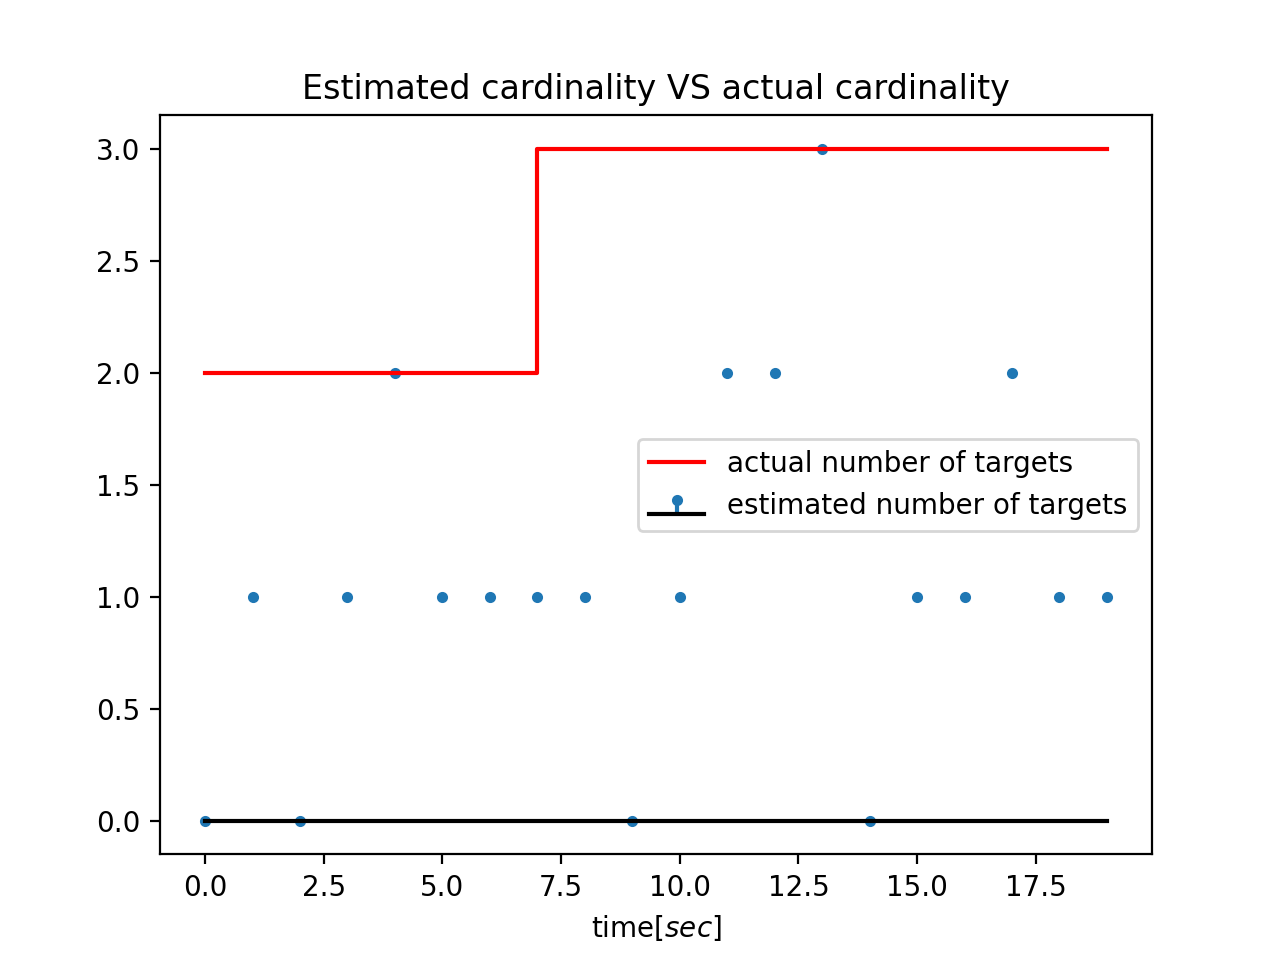 Estimated cardinality VS actual cardinality
3.0
2.5
2.0
1.5
1.0
0.5
0.0
actual number of targets
estimated number of targets
0.0 2.5 5.0 7.5 10.0 12.5 15.0 17.5
time[sec]